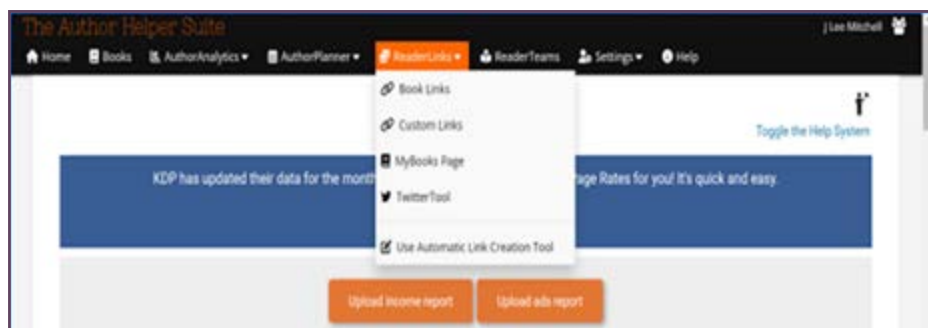 The Author Helper Suite
J Lee Mitchell
Home Books AuthorAnalytics AuthorPlanner ReaderLinks ReaderTeams Settings Help
Book Links
Custom Links
MyBooks Page
TwitterTool
Use Automatic Link Creation Tool
Toggle the Help System
KDP has updated their data for the month age Rates for you! It's quick and easy.
Upload income report Upload ads report